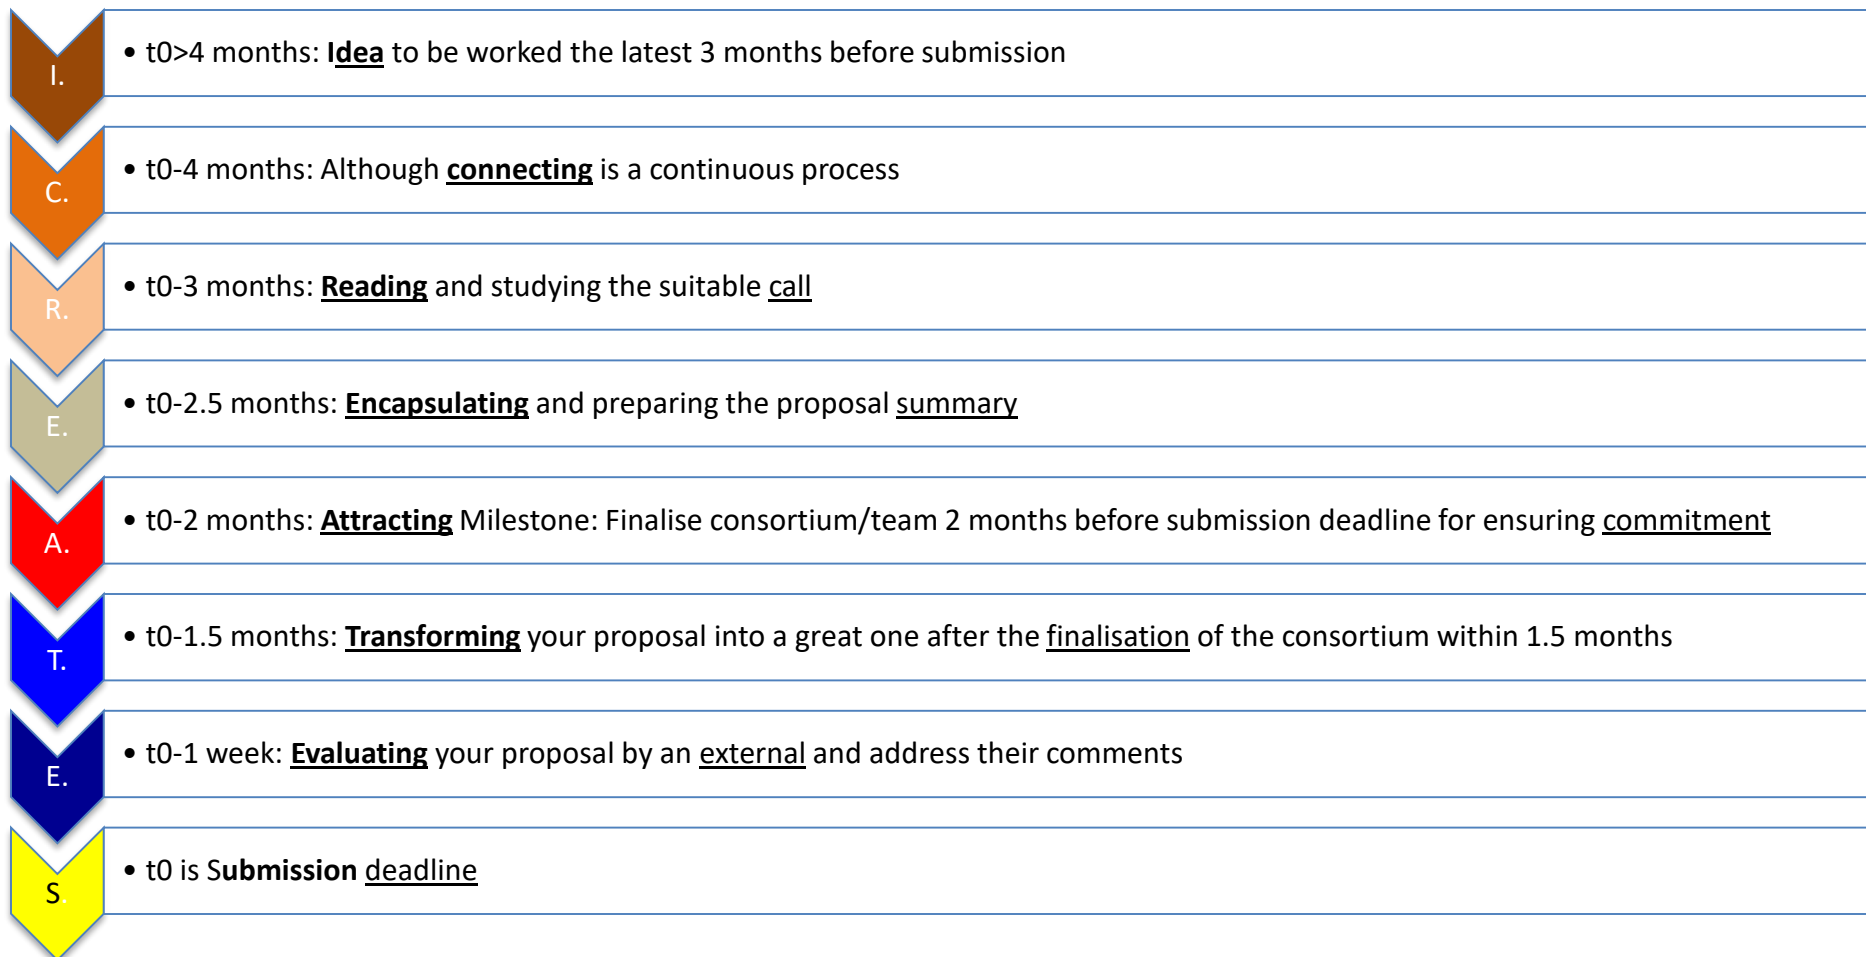 I.
• t0>4 months: Idea to be worked the latest 3 months before submission
C.
• t0-4 months: Although connecting is a continuous process
R.
• t0-3 months: Reading and studying the suitable call
E.
• t0-2.5 months: Encapsulating and preparing the proposal summary
A.
• t0-2 months: Attracting Milestone: Finalise consortium/team 2 months before submission deadline for ensuring commitment
T.
• t0-1.5 months: Transforming your proposal into a great one after the finalisation of the consortium within 1.5 months
E.
• t0-1 week: Evaluating your proposal by an external and address their comments
S.
• t0 is Submission deadline